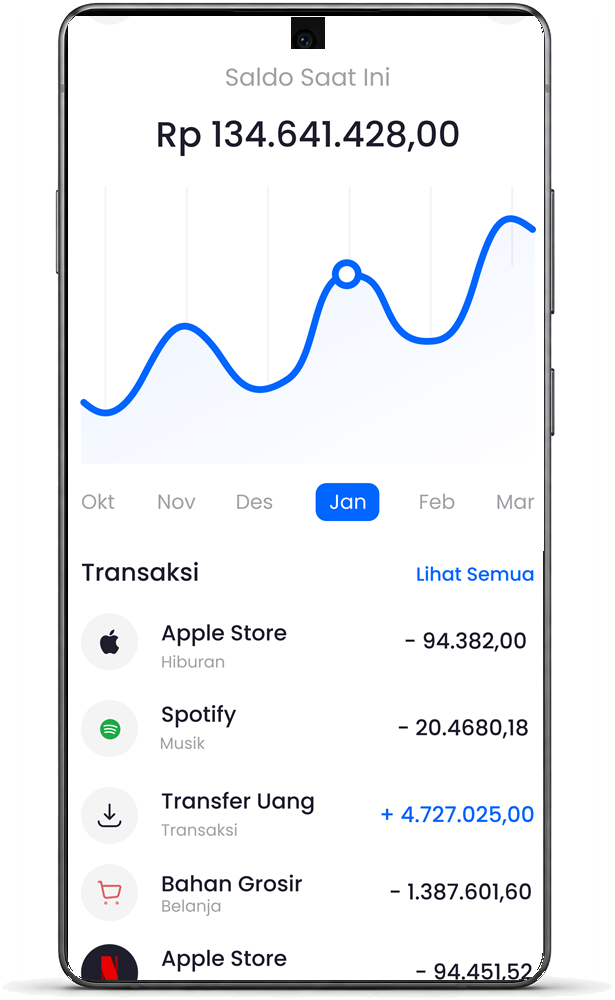 Saldo Saat Ini
Rp 134.641.428,00
Okt Nov Des Jan Feb Mar
Transaksi Lihat Semua
Apple Store - 94.382,00
Hiburan
Spotify - 20.4680,18
Musik
Transfer Uang + 4.727.025,00
Transaksi
Bahan Grosir - 1.387.601,60
Belanja
Apple Store - 94.451,52